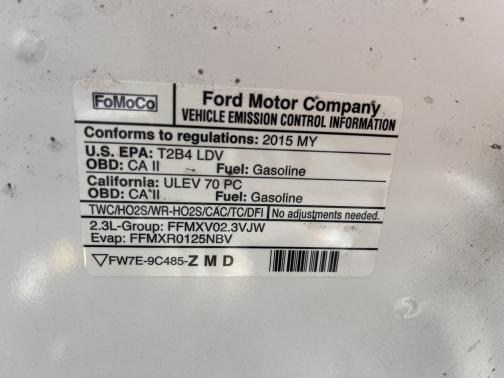 FoMoCo
Ford Motor Company
VEHICLE EMISSION CONTROL INFORMATION
Conforms to regulations: 2015 MY
U.S. EPA: T2B4 LDV
OBD: CA II Fuel: Gasoline
California: ULEV 70 PC
OBD: CA II Fuel: Gasoline
TWC/HO2S/WR-HO2S/CAC/TC/DFI No adjustments needed.
2.3L-Group: FFMXV02.3VJW
Evap: FFMXR0125NBV
FW7E-9C485-Z M D